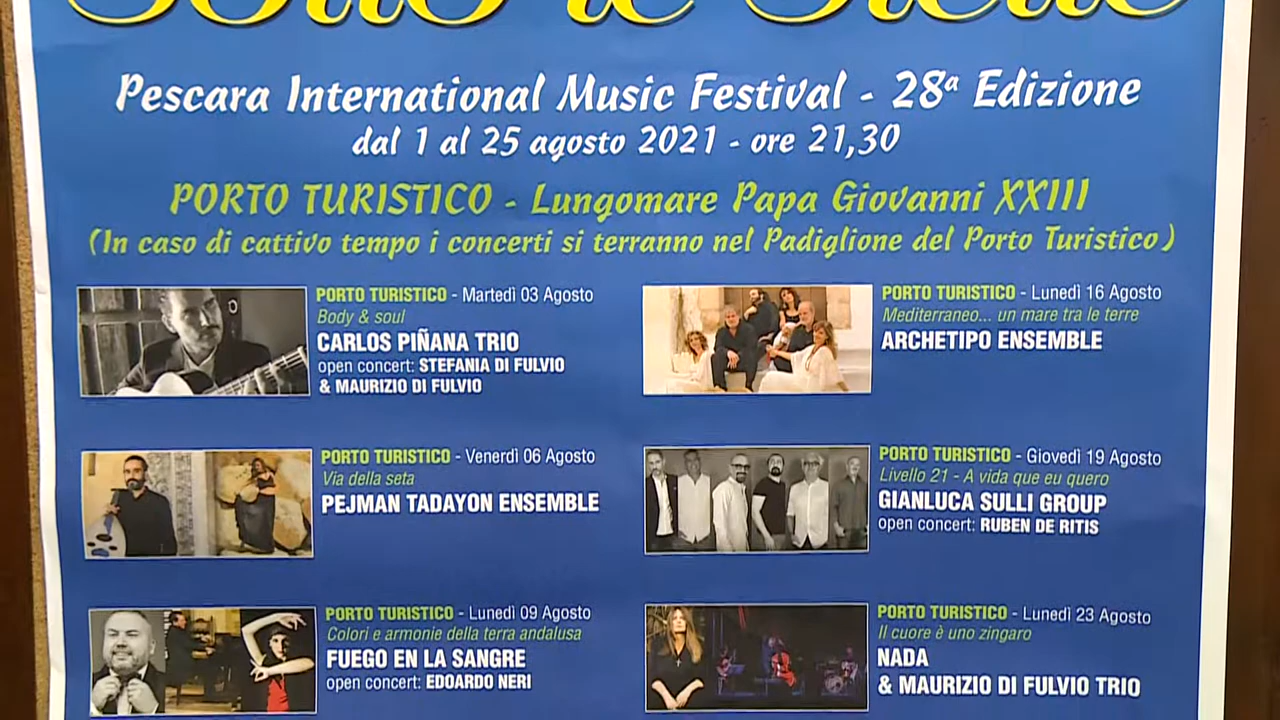 Sotto le Stelle
Pescara International Music Festival - 28ª Edizione
dal 1 al 25 agosto 2021 - ore 21,30
PORTO TURISTICO - Lungomare Papa Giovanni XXIII
(In caso di cattivo tempo i concerti si terranno nel Padiglione del Porto Turistico)
PORTO TURISTICO - Martedì 03 Agosto
Body & soul
CARLOS PIÑANA TRIO
open concert: STEFANIA DI FULVIO
& MAURIZIO DI FULVIO
PORTO TURISTICO - Venerdì 06 Agosto
Via della seta
PEJMAN TADAYON ENSEMBLE
PORTO TURISTICO - Lunedì 09 Agosto
Colori e armonie della terra andalusa
FUEGO EN LA SANGRE
open concert: EDOARDO NERI
PORTO TURISTICO - Lunedì 16 Agosto
Mediterraneo... un mare tra le terre
ARCHETIPO ENSEMBLE
PORTO TURISTICO - Giovedì 19 Agosto
Livello 21 - A vida que eu quero
GIANLUCA SULLI GROUP
open concert: RUBEN DE RITIS
PORTO TURISTICO - Lunedì 23 Agosto
Il cuore è uno zingaro
NADA
& MAURIZIO DI FULVIO TRIO